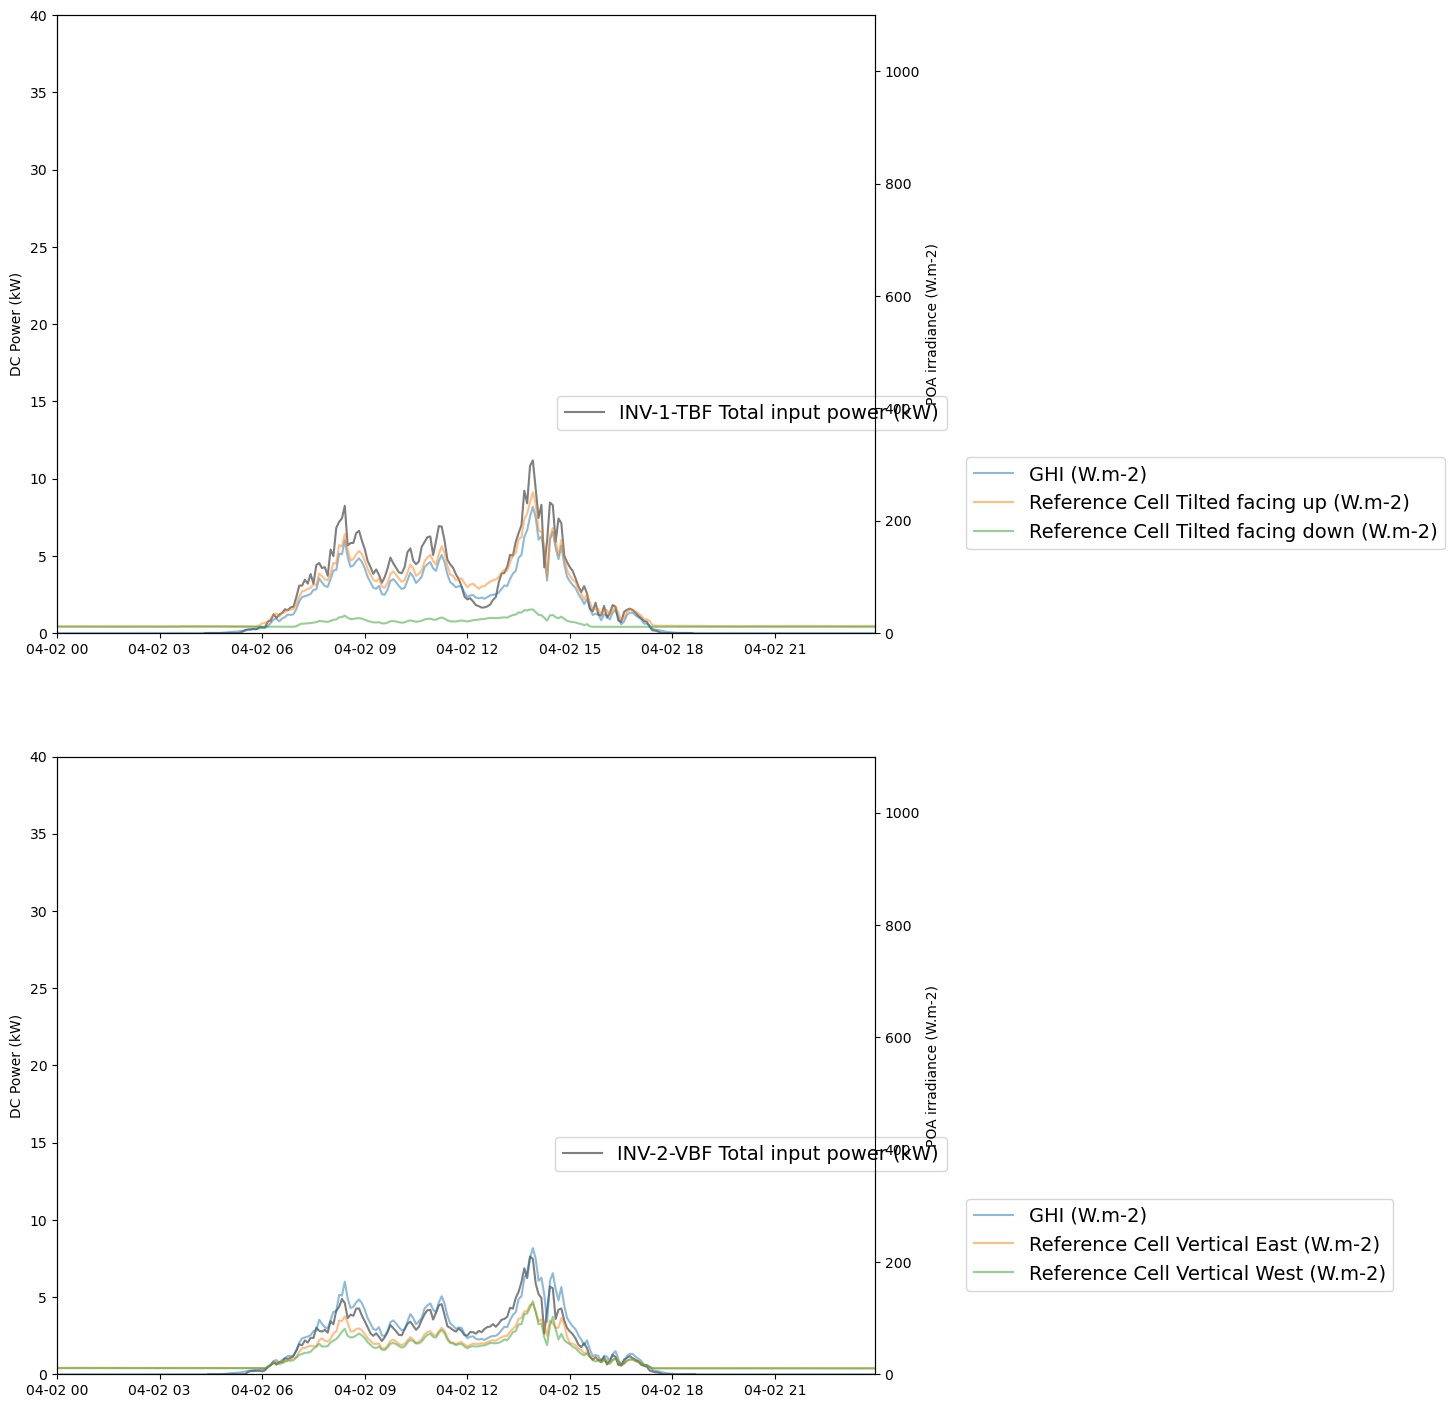 40
35
30
25
20
15
10
5
0
DC Power (kW)
1000
800
600
400
200
0
POA irradiance (W.m-2)
INV-1-TBF Total input power (kW)
GHI (W.m-2)
Reference Cell Tilted facing up (W.m-2)
Reference Cell Tilted facing down (W.m-2)
04-02 00 04-02 03 04-02 06 04-02 09 04-02 12 04-02 15 04-02 18 04-02 21
40
35
30
25
20
15
10
5
0
DC Power (kW)
1000
800
600
400
200
0
POA irradiance (W.m-2)
INV-2-VBF Total input power (kW)
GHI (W.m-2)
Reference Cell Vertical East (W.m-2)
Reference Cell Vertical West (W.m-2)
04-02 00 04-02 03 04-02 06 04-02 09 04-02 12 04-02 15 04-02 18 04-02 21